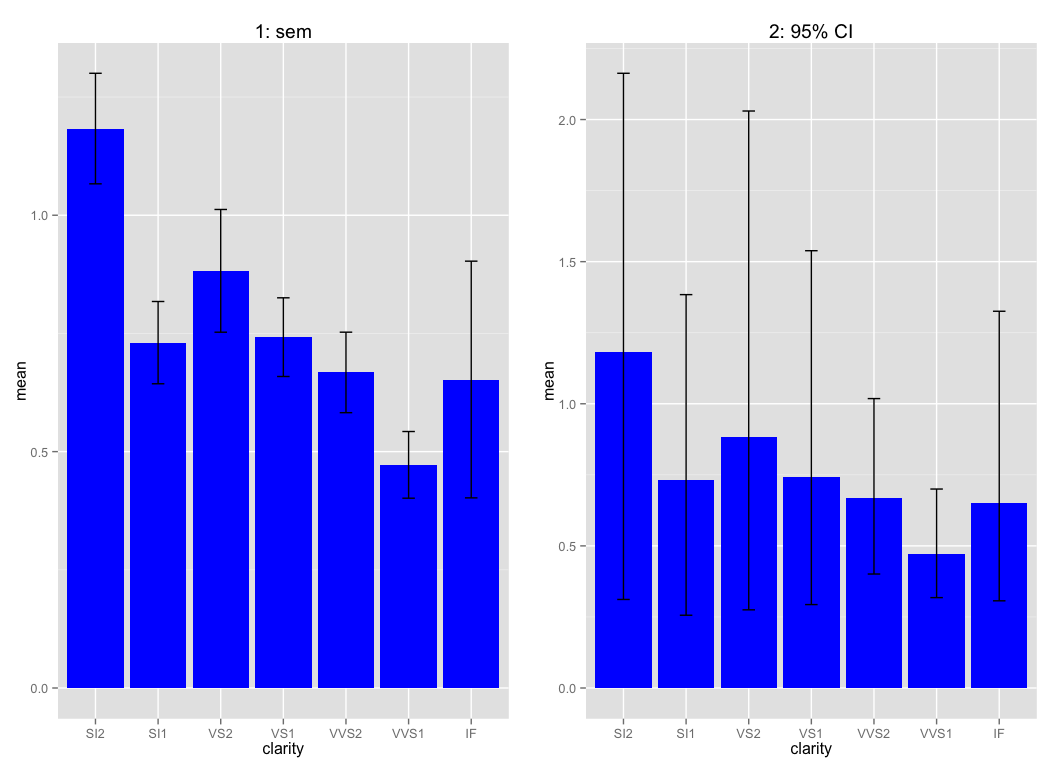 1: sem
mean
1.0
0.5
0.0
SI2 SI1 VS2 VS1 VVS2 VVS1 IF
clarity
2: 95% CI
mean
2.0
1.5
1.0
0.5
0.0
SI2 SI1 VS2 VS1 VVS2 VVS1 IF
clarity